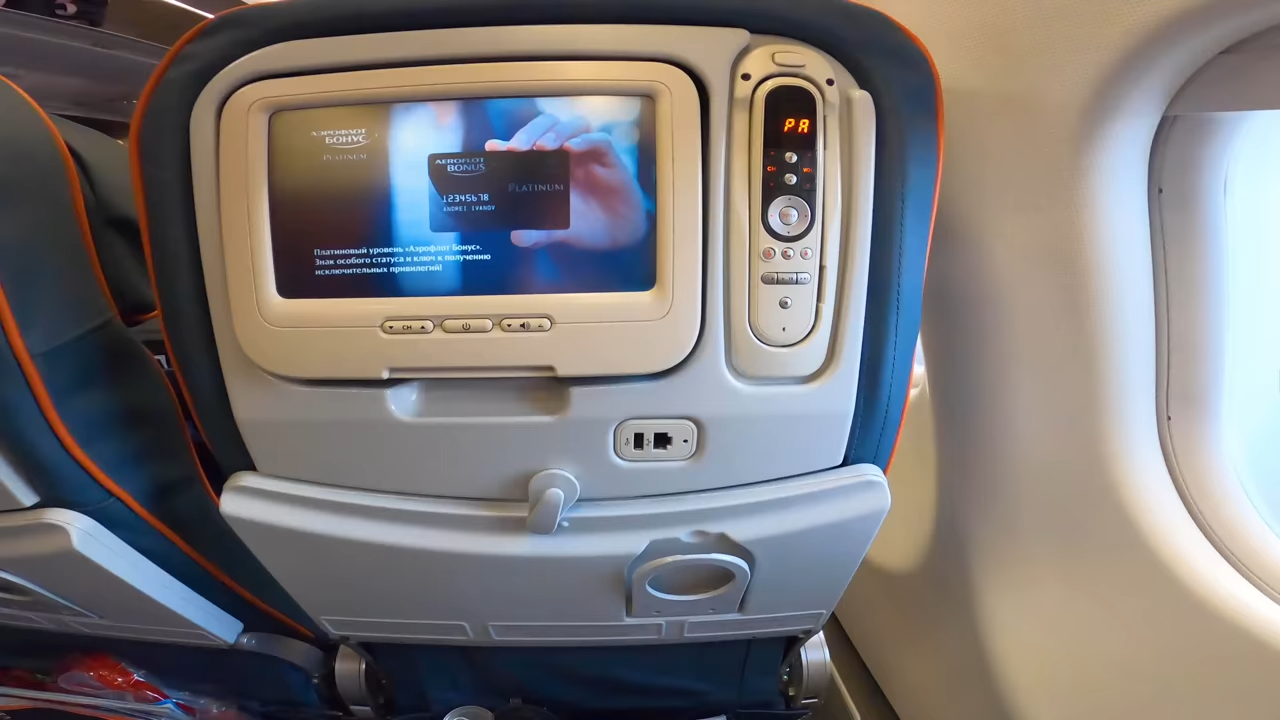 АЭРОФЛОТ
БОНУС
PLATINUM
AEROFLOT
BONUS
PLATINUM
12345678
ANDREI IVANOV
Платиновый уровень «Аэрофлот Бонус».
Знак особого статуса и ключ к получению
исключительных привилегий!
PA
CH VOL
CH